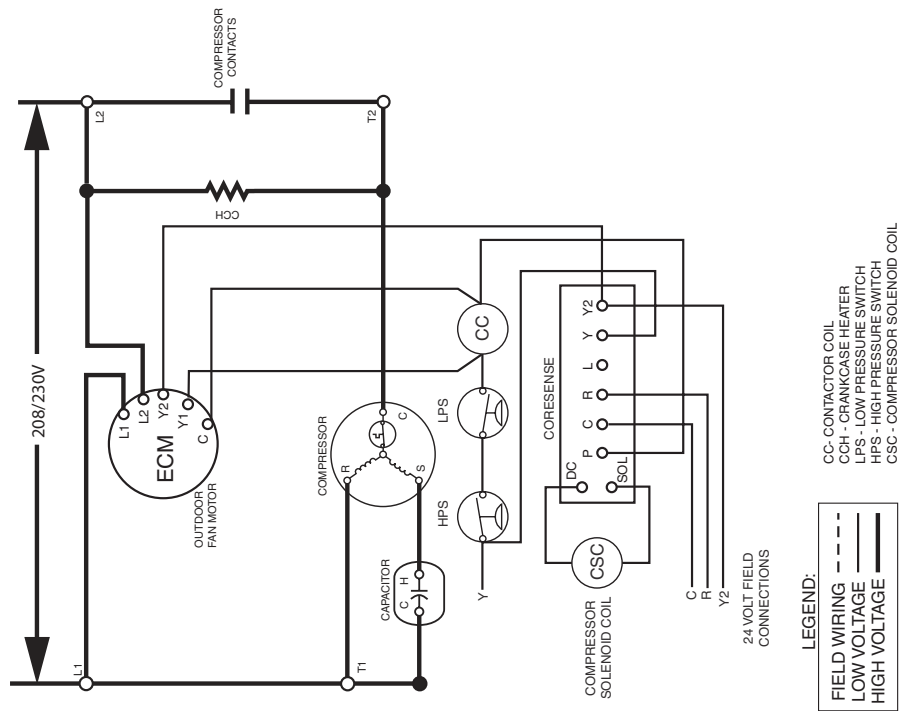 COMPRESSOR
CONTACTS
L2
T2
208/230V
CCH
L1
L2
Y2
Y1
C
ECM
OUTDOOR
FAN MOTOR
COMPRESSOR
R
S
C
CC
LPS
HPS
Y
CAPACITOR
C H
L1
T1
CORESENSE
P C R L Y Y2
DC
SOL
CSC
COMPRESSOR
SOLENOID COIL
C
R
Y2
24 VOLT FIELD
CONNECTIONS
LEGEND:
FIELD WIRING
LOW VOLTAGE
HIGH VOLTAGE
CC- CONTACTOR COIL
CCH - CRANKCASE HEATER
LPS - LOW PRESSURE SWITCH
HPS - HIGH PRESSURE SWITCH
CSC - COMPRESSOR SOLENOID COIL